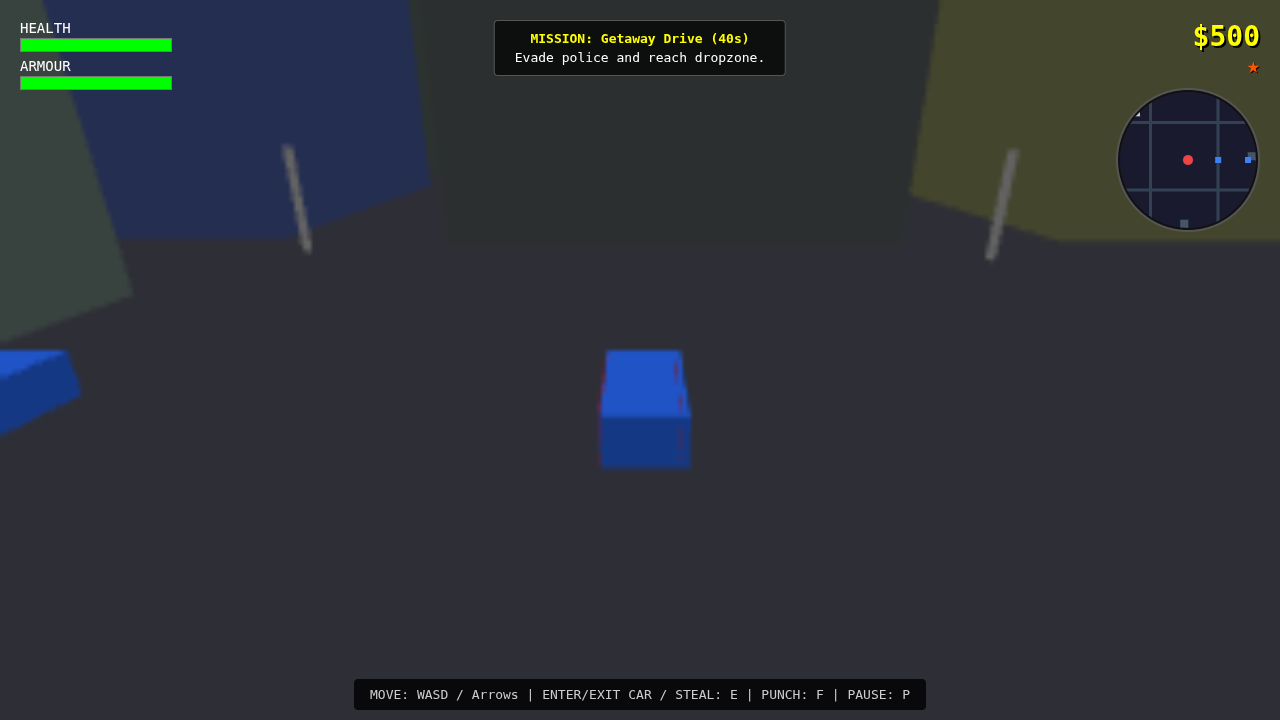 HEALTH
ARMOUR
MISSION: Getaway Drive (40s)
Evade police and reach dropzone.
$500
★
MOVE: WASD / Arrows | ENTER/EXIT CAR / STEAL: E | PUNCH: F | PAUSE: P